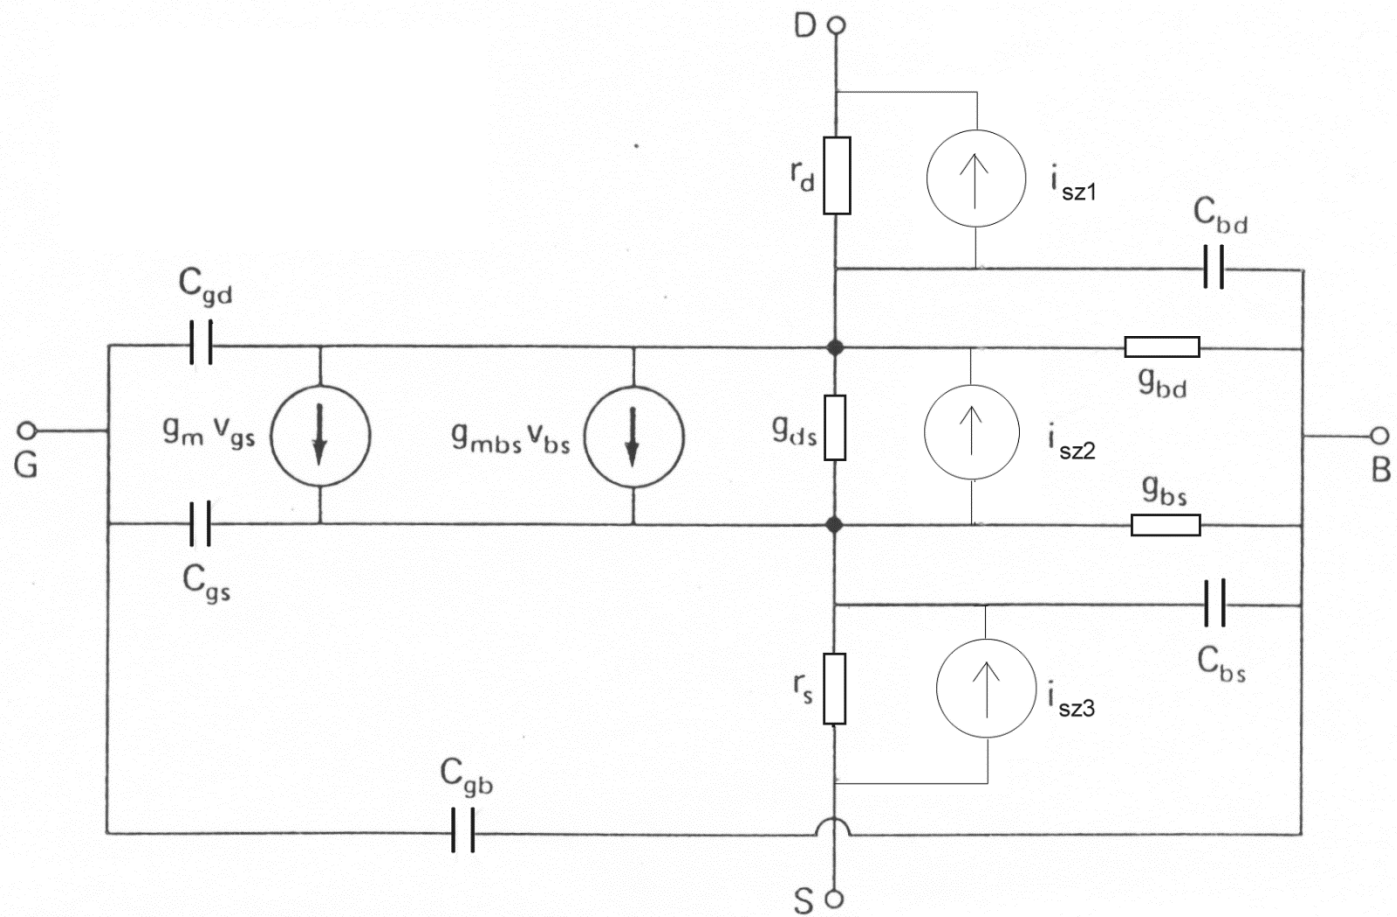 D
r_d
i_sz1
C_bd
C_gd
g_bd
g_m v_gs
g_mbs v_bs
g_ds
i_sz2
G
B
g_bs
C_gs
r_s
i_sz3
C_bs
C_gb
S